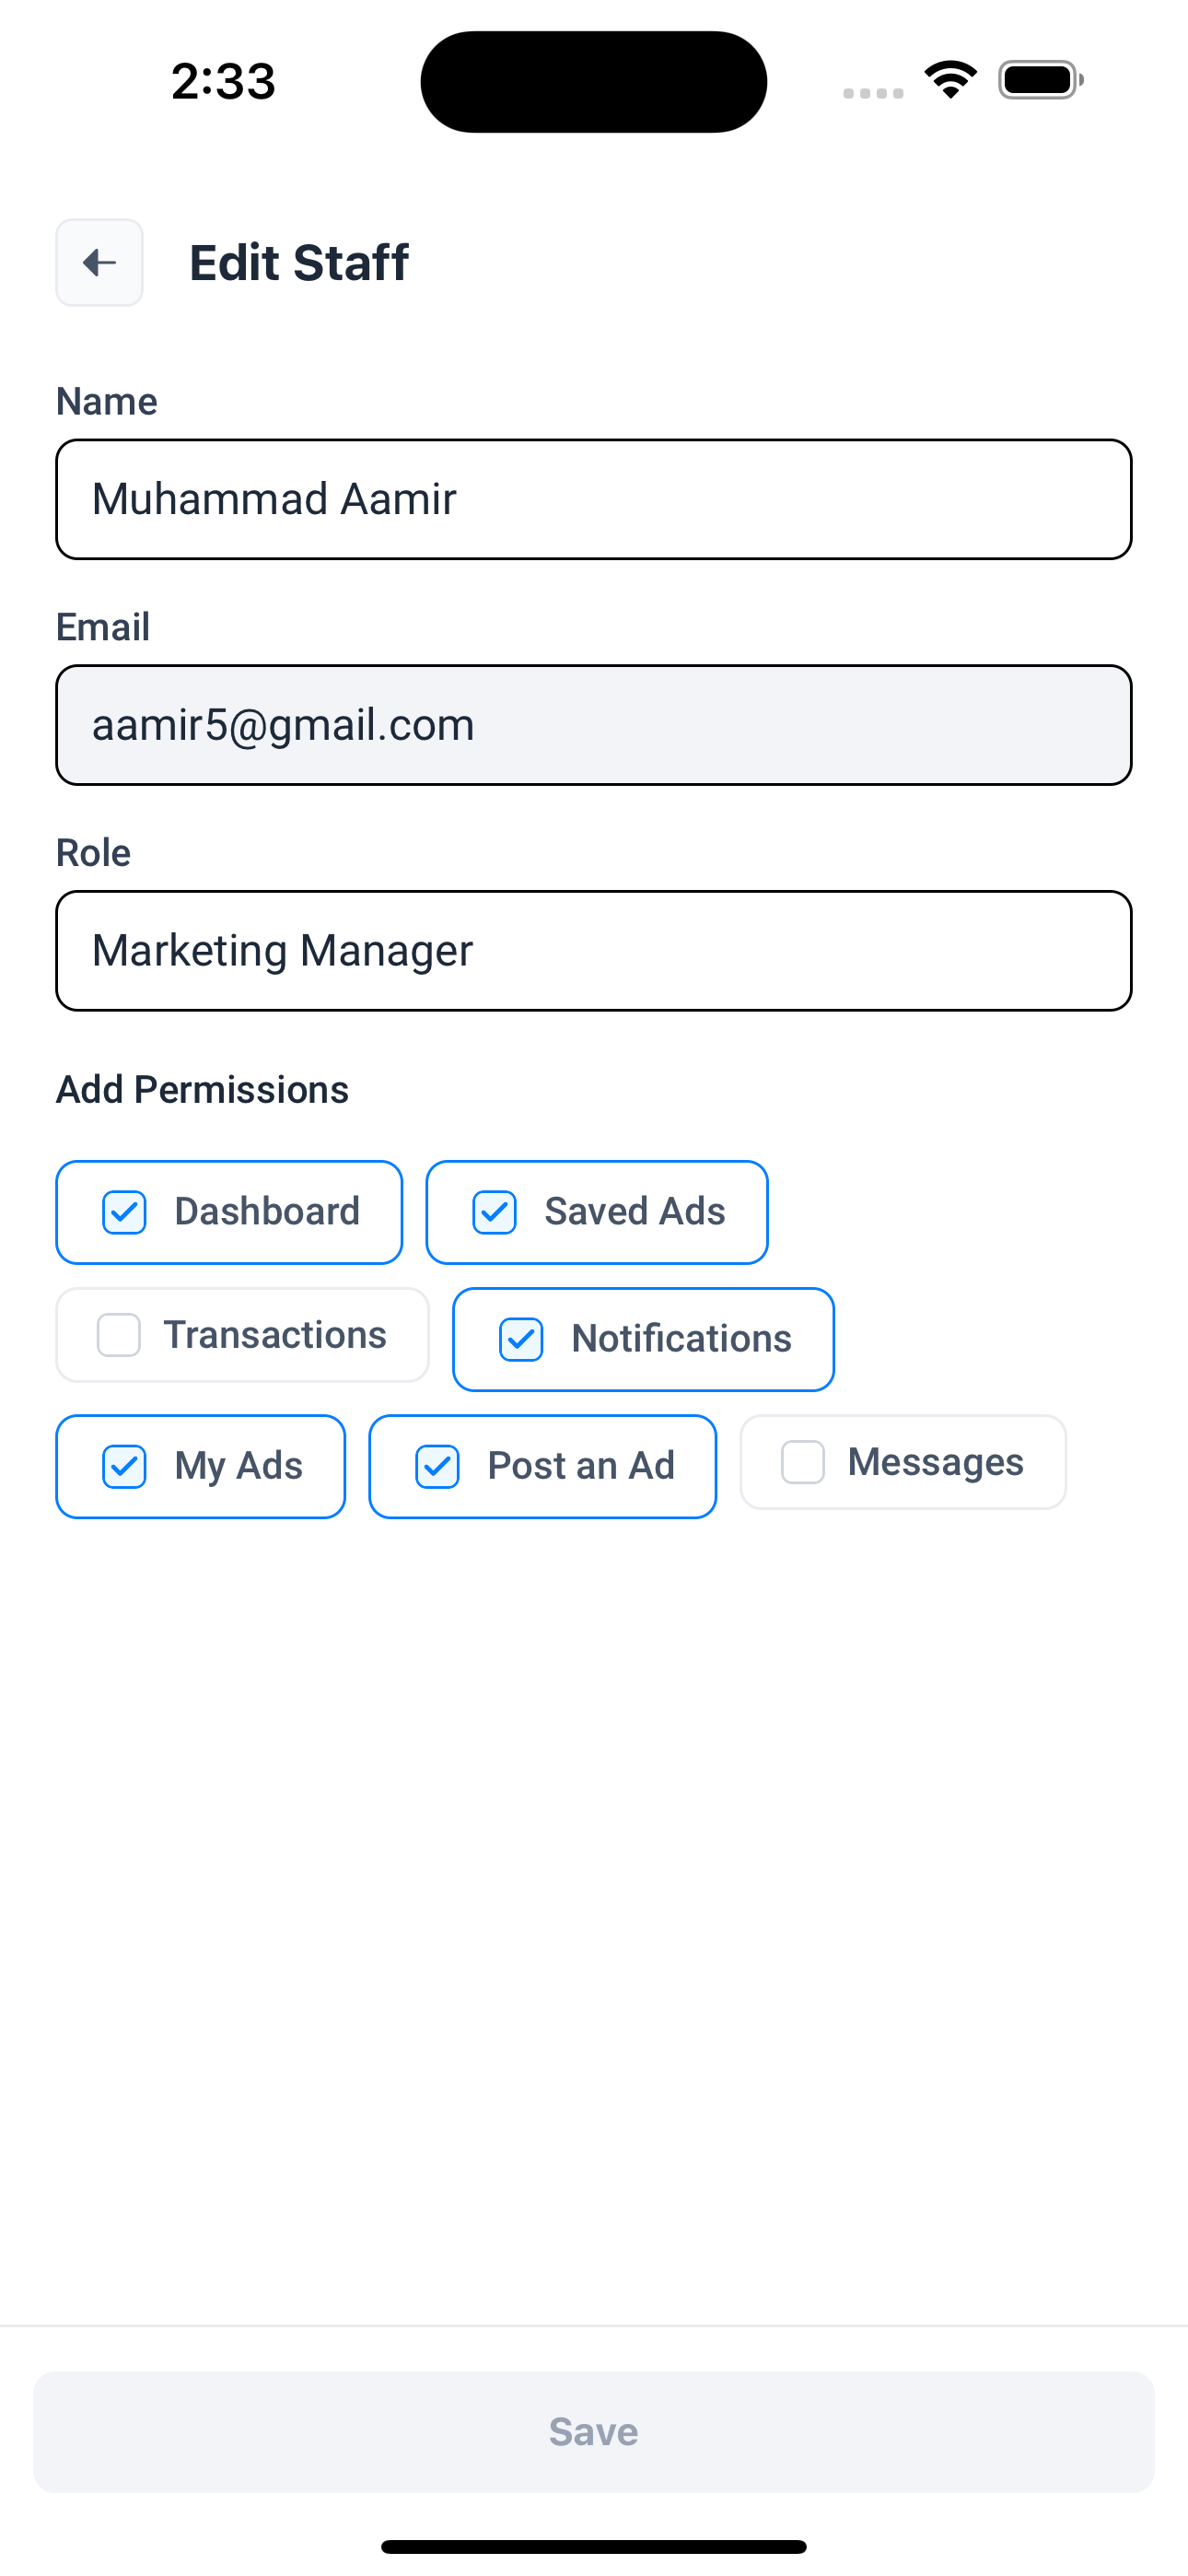 2:33
Edit Staff
Name
Muhammad Aamir
Email
aamir5@gmail.com
Role
Marketing Manager
Add Permissions
Dashboard Saved Ads
Transactions Notifications
My Ads Post an Ad Messages
Save